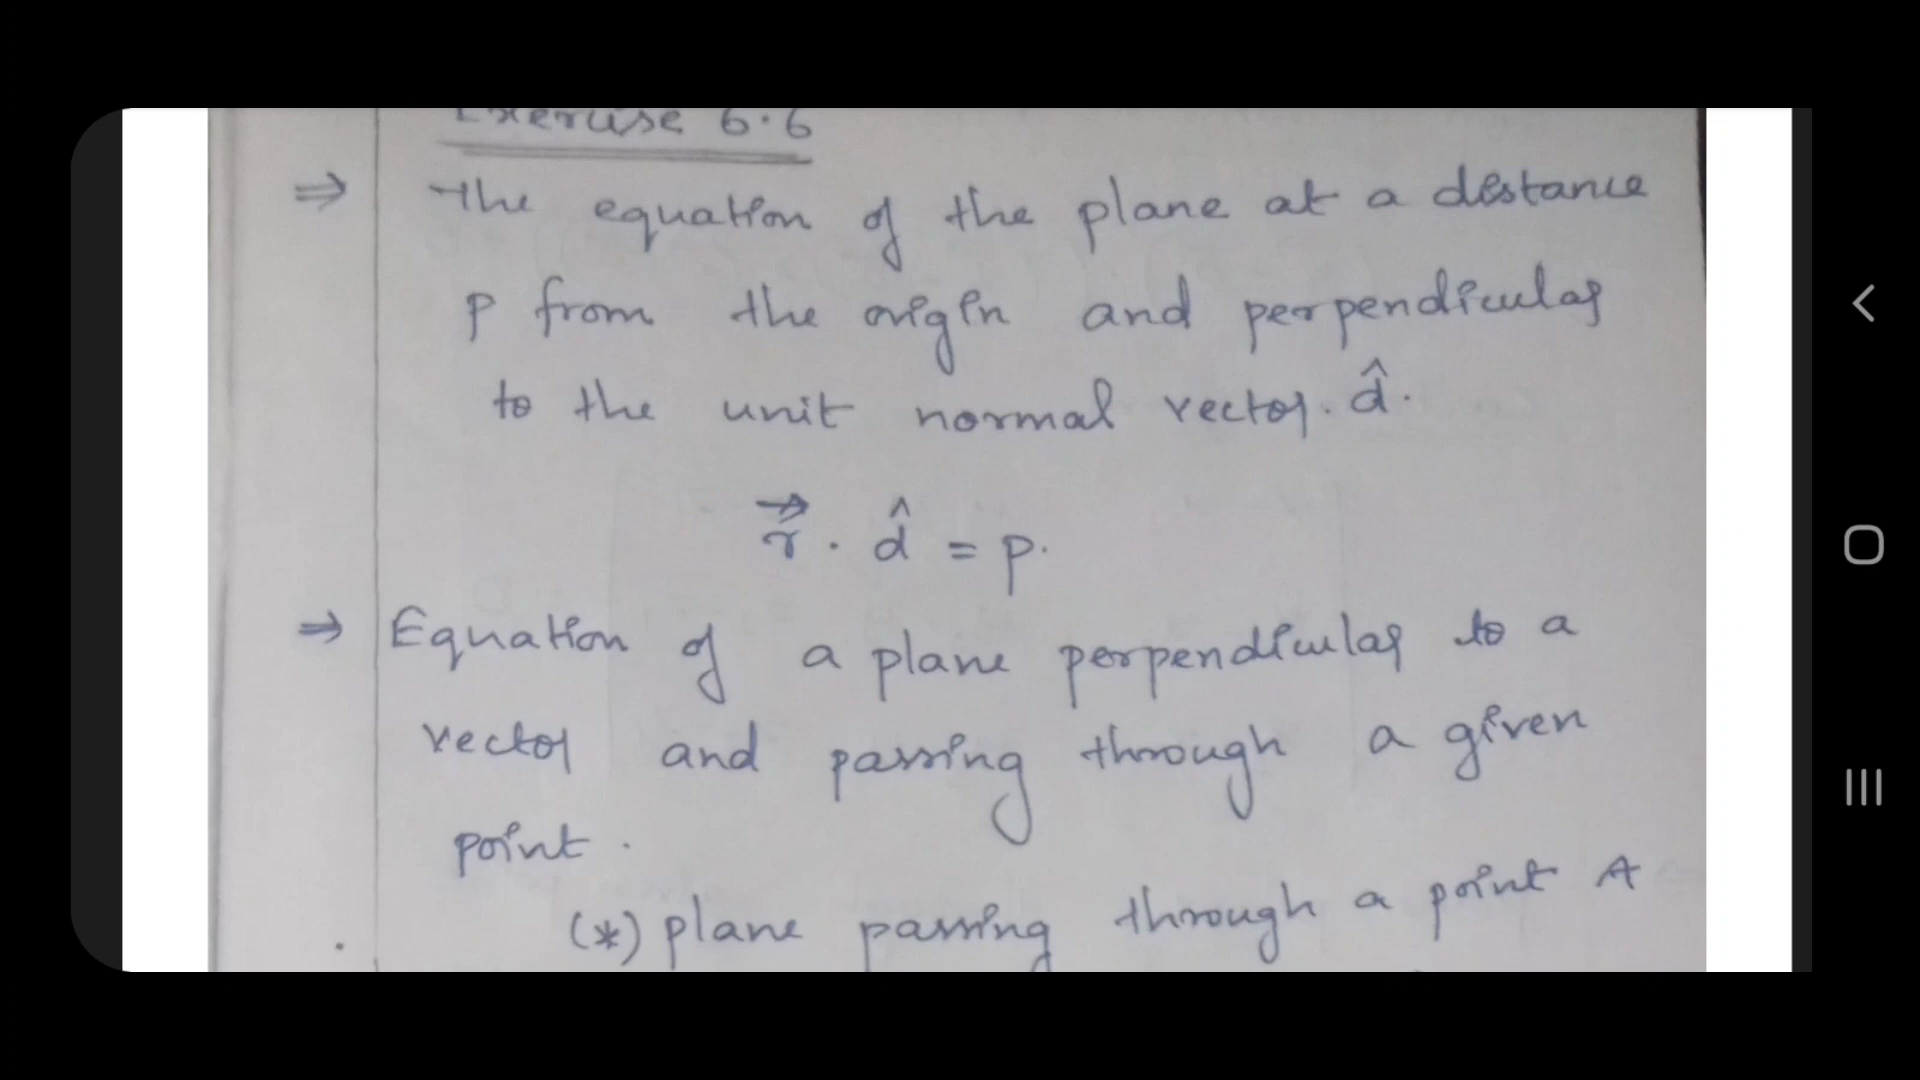 Exercise 6.6
⇒ The equation of the plane at a distance
p from the origin and perpendicular
to the unit normal vector. d̂.
r⃗ . d̂ = p.
⇒ Equation of a plane perpendicular to a
vector and passing through a given
point.
(*) plane passing through a point A